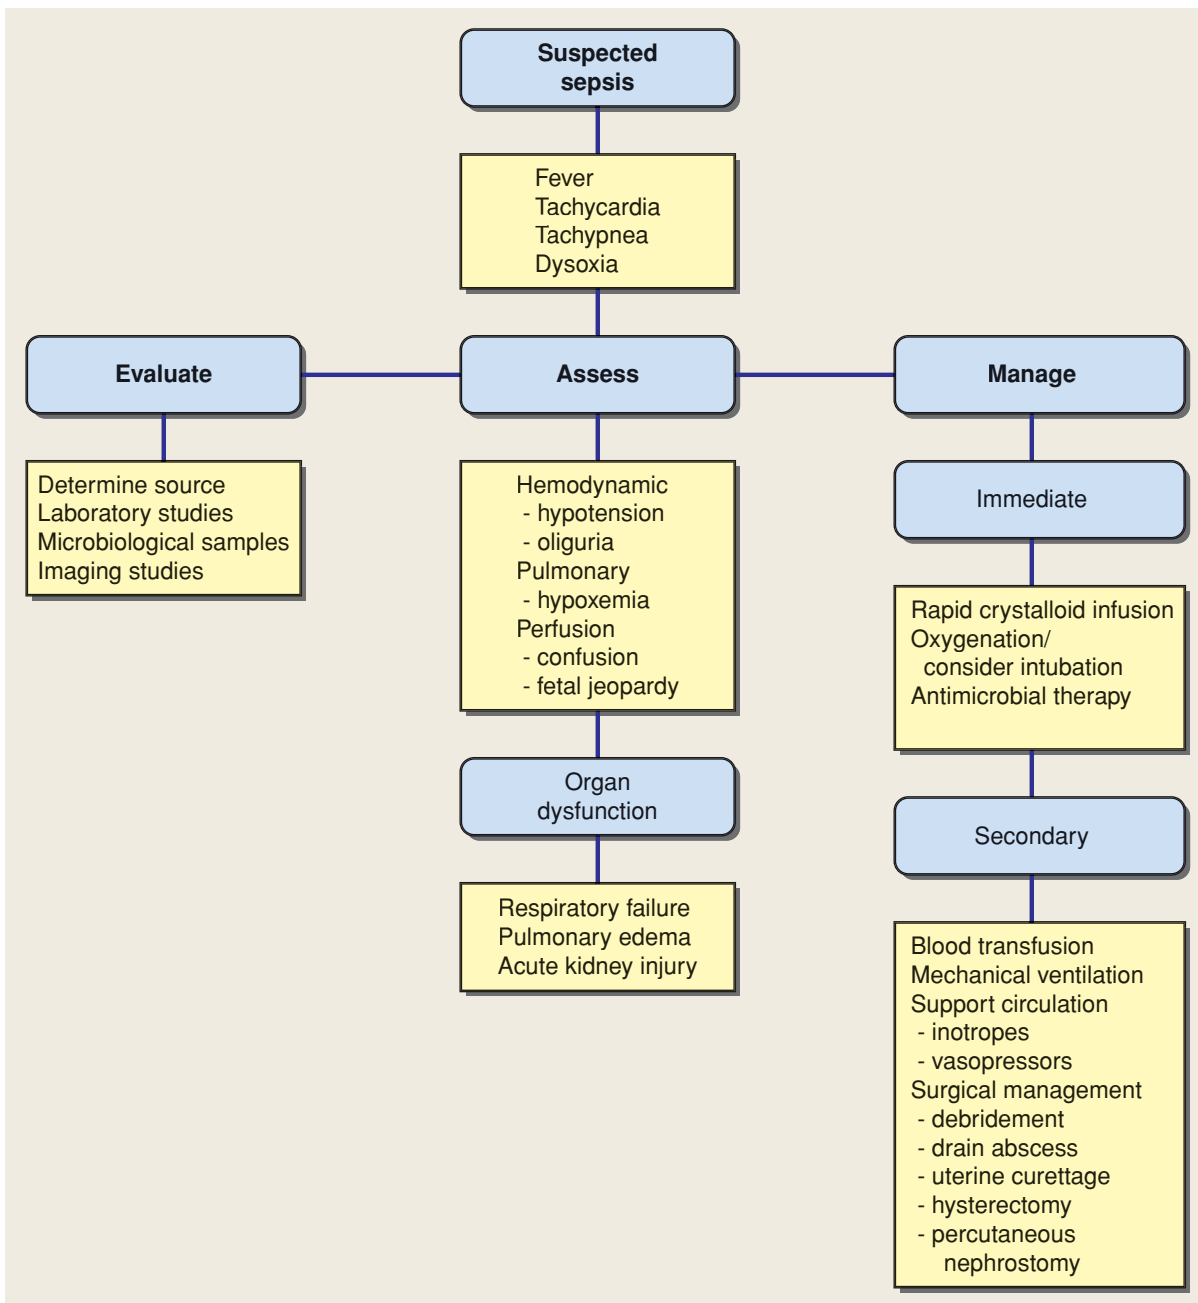 Suspected
sepsis
Fever
Tachycardia
Tachypnea
Dysoxia
Evaluate
Assess
Manage
Determine source
Laboratory studies
Microbiological samples
Imaging studies
Hemodynamic
- hypotension
- oliguria
Pulmonary
- hypoxemia
Perfusion
- confusion
- fetal jeopardy
Organ
dysfunction
Respiratory failure
Pulmonary edema
Acute kidney injury
Immediate
Rapid crystalloid infusion
Oxygenation/
consider intubation
Antimicrobial therapy
Secondary
Blood transfusion
Mechanical ventilation
Support circulation
- inotropes
- vasopressors
Surgical management
- debridement
- drain abscess
- uterine curettage
- hysterectomy
- percutaneous
nephrostomy